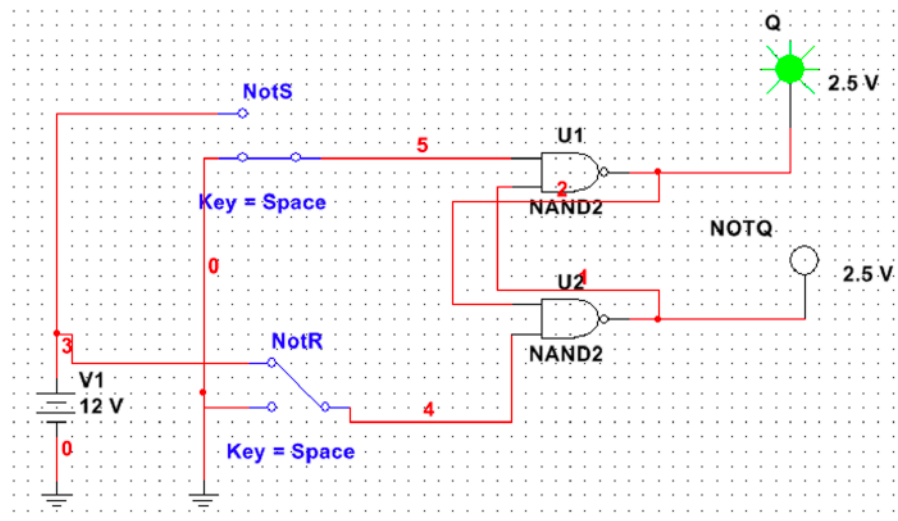 Q
2.5 V
NotS
U1
5
2
Key = Space
NAND2
NOTQ
0
1
U2
2.5 V
NotR
NAND2
3
V1
12 V
4
0
Key = Space